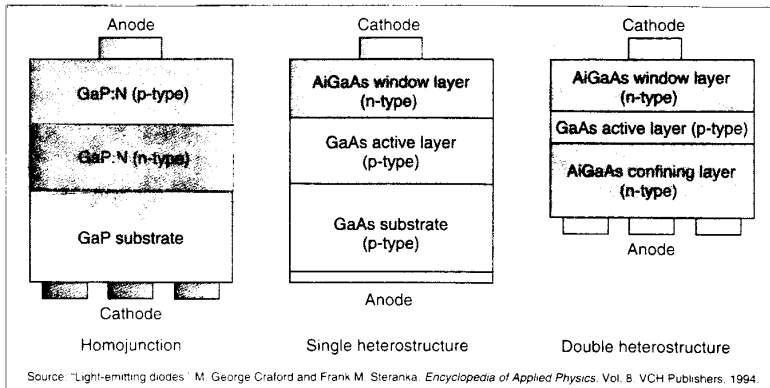 Anode
GaP:N (p-type)
GaP:N (n-type)
GaP substrate
Cathode
Homojunction
Cathode
AiGaAs window layer
(n-type)
GaAs active layer
(p-type)
GaAs substrate
(p-type)
Anode
Single heterostructure
Cathode
AiGaAs window layer
(n-type)
GaAs active layer (p-type)
AiGaAs confining layer
(n-type)
Anode
Double heterostructure
Source: "Light-emitting diodes" M. George Craford and Frank M. Steranka. Encyclopedia of Applied Physics. Vol. 8. VCH Publishers. 1994.